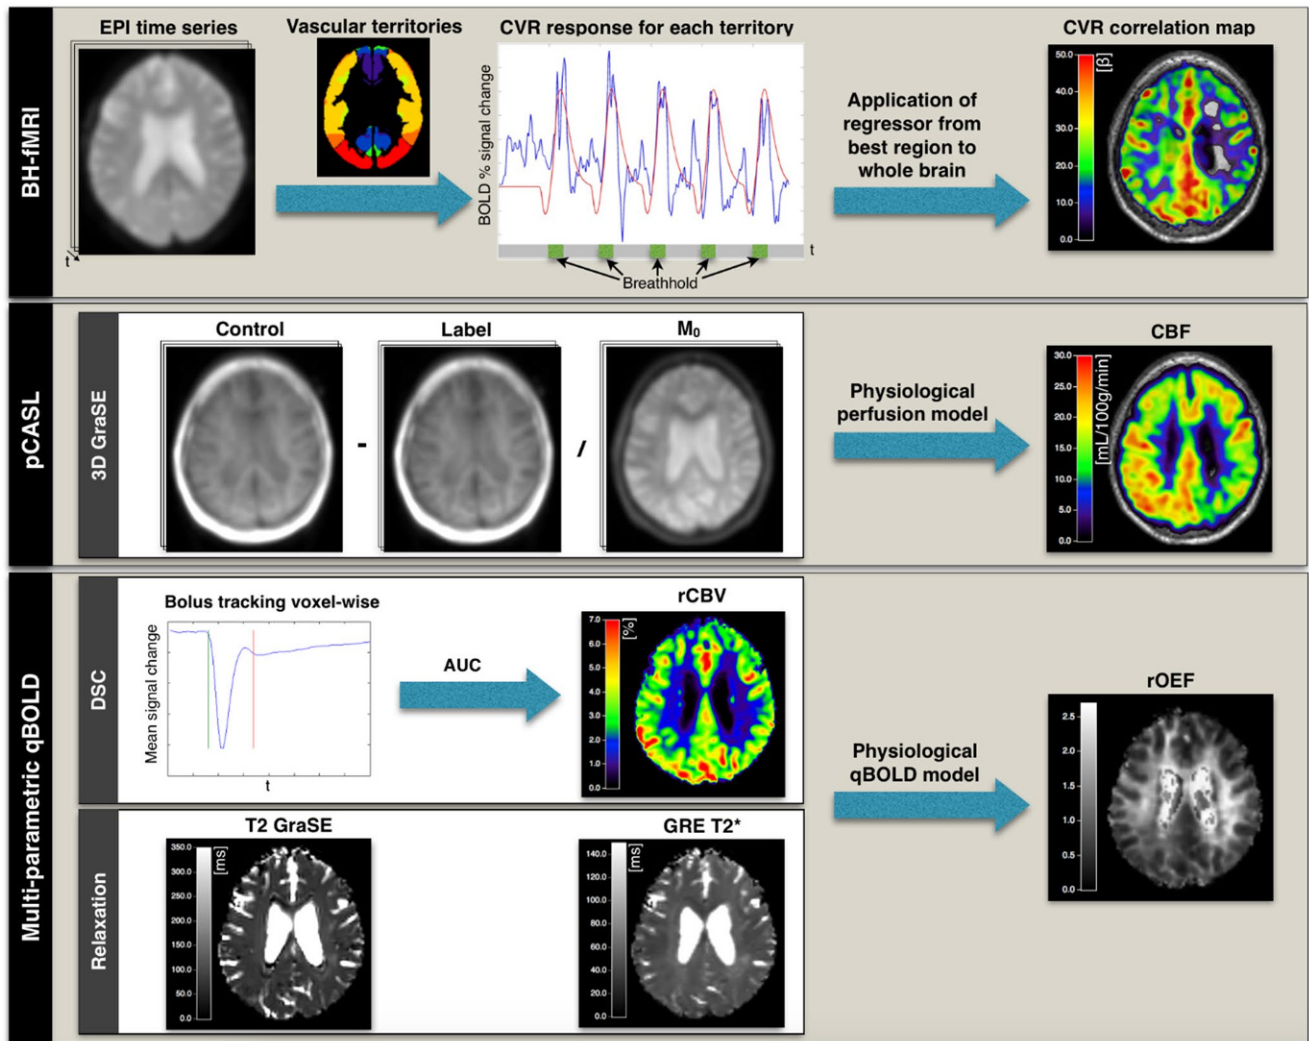 BH-fMRI
EPI time series
t
Vascular territories
CVR response for each territory
BOLD % signal change
t
Breathhold
Application of
regressor from
best region to
whole brain
CVR correlation map
50.0
40.0
30.0
20.0
10.0
0.0
[β]
pCASL
3D GraSE
Control
-
Label
/
M0
Physiological
perfusion model
CBF
30.0
25.0
20.0
15.0
10.0
5.0
0.0
[mL/100g/min]
Multi-parametric qBOLD
DSC
Bolus tracking voxel-wise
Mean signal change
t
AUC
rCBV
7.0
6.0
5.0
4.0
3.0
2.0
1.0
0.0
[%]
Relaxation
T2 GraSE
350.0
300.0
250.0
200.0
150.0
100.0
50.0
0.0
[ms]
GRE T2*
140.0
120.0
100.0
80.0
60.0
40.0
20.0
0.0
[ms]
Physiological
qBOLD model
rOEF
2.5
2.0
1.5
1.0
0.5
0.0